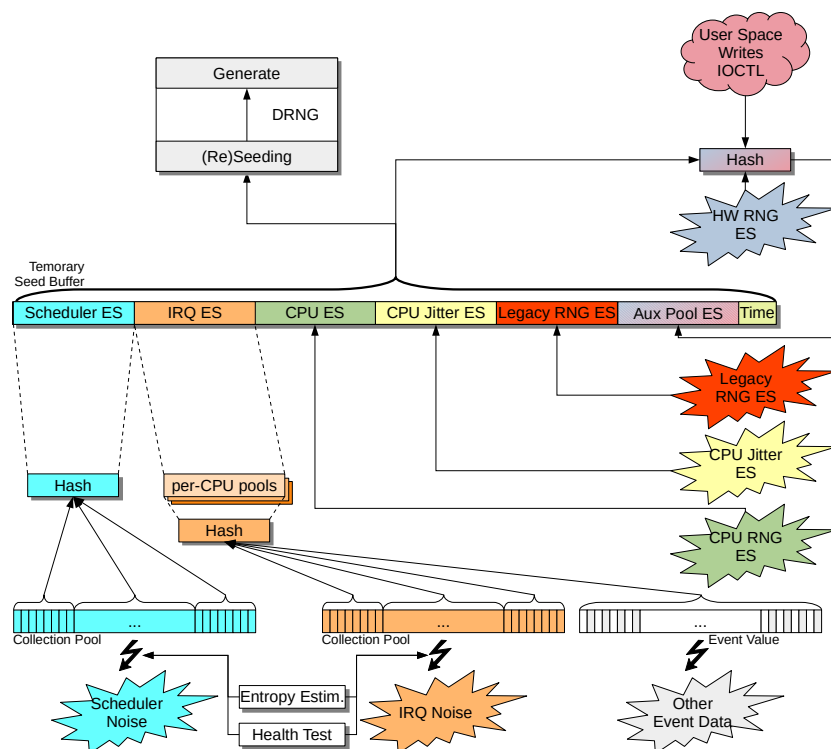 User Space
Writes
IOCTL
Generate
DRNG
(Re)Seeding
Hash
HW RNG
ES
Temorary
Seed Buffer
Scheduler ES
IRQ ES
CPU ES
CPU Jitter ES
Legacy RNG ES
Aux Pool ES
Time
Legacy
RNG ES
CPU Jitter
ES
Hash
per-CPU pools
Hash
CPU RNG
ES
...
...
...
Collection Pool
Collection Pool
Event Value
Scheduler
Noise
Entropy Estim.
Health Test
IRQ Noise
Other
Event Data